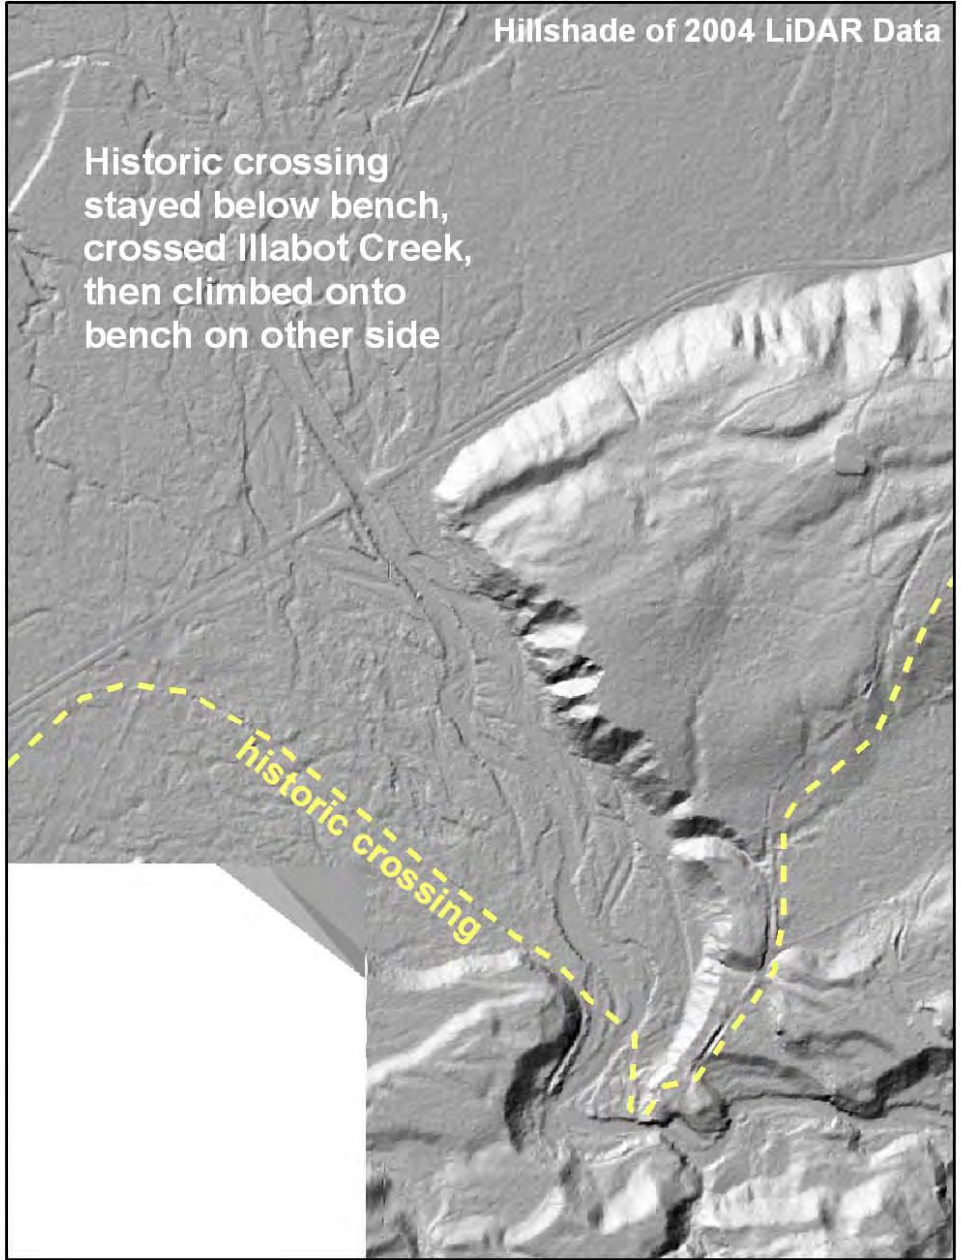 Hillshade of 2004 LiDAR Data
Historic crossing
stayed below bench,
crossed Illabot Creek,
then climbed onto
bench on other side
historic crossing